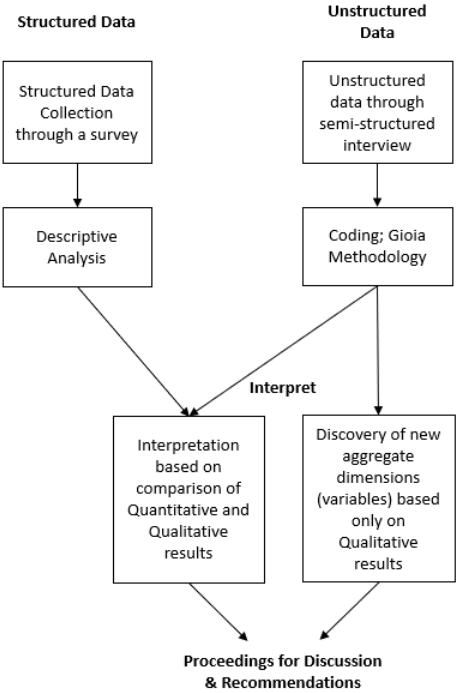 Structured Data
Unstructured
Data
Structured Data
Collection
through a survey
Unstructured
data through
semi-structured
interview
Descriptive
Analysis
Coding; Gioia
Methodology
Interpret
Interpretation
based on
comparison of
Quantitative and
Qualitative
results
Discovery of new
aggregate
dimensions
(variables) based
only on
Qualitative
results
Proceedings for Discussion
& Recommendations